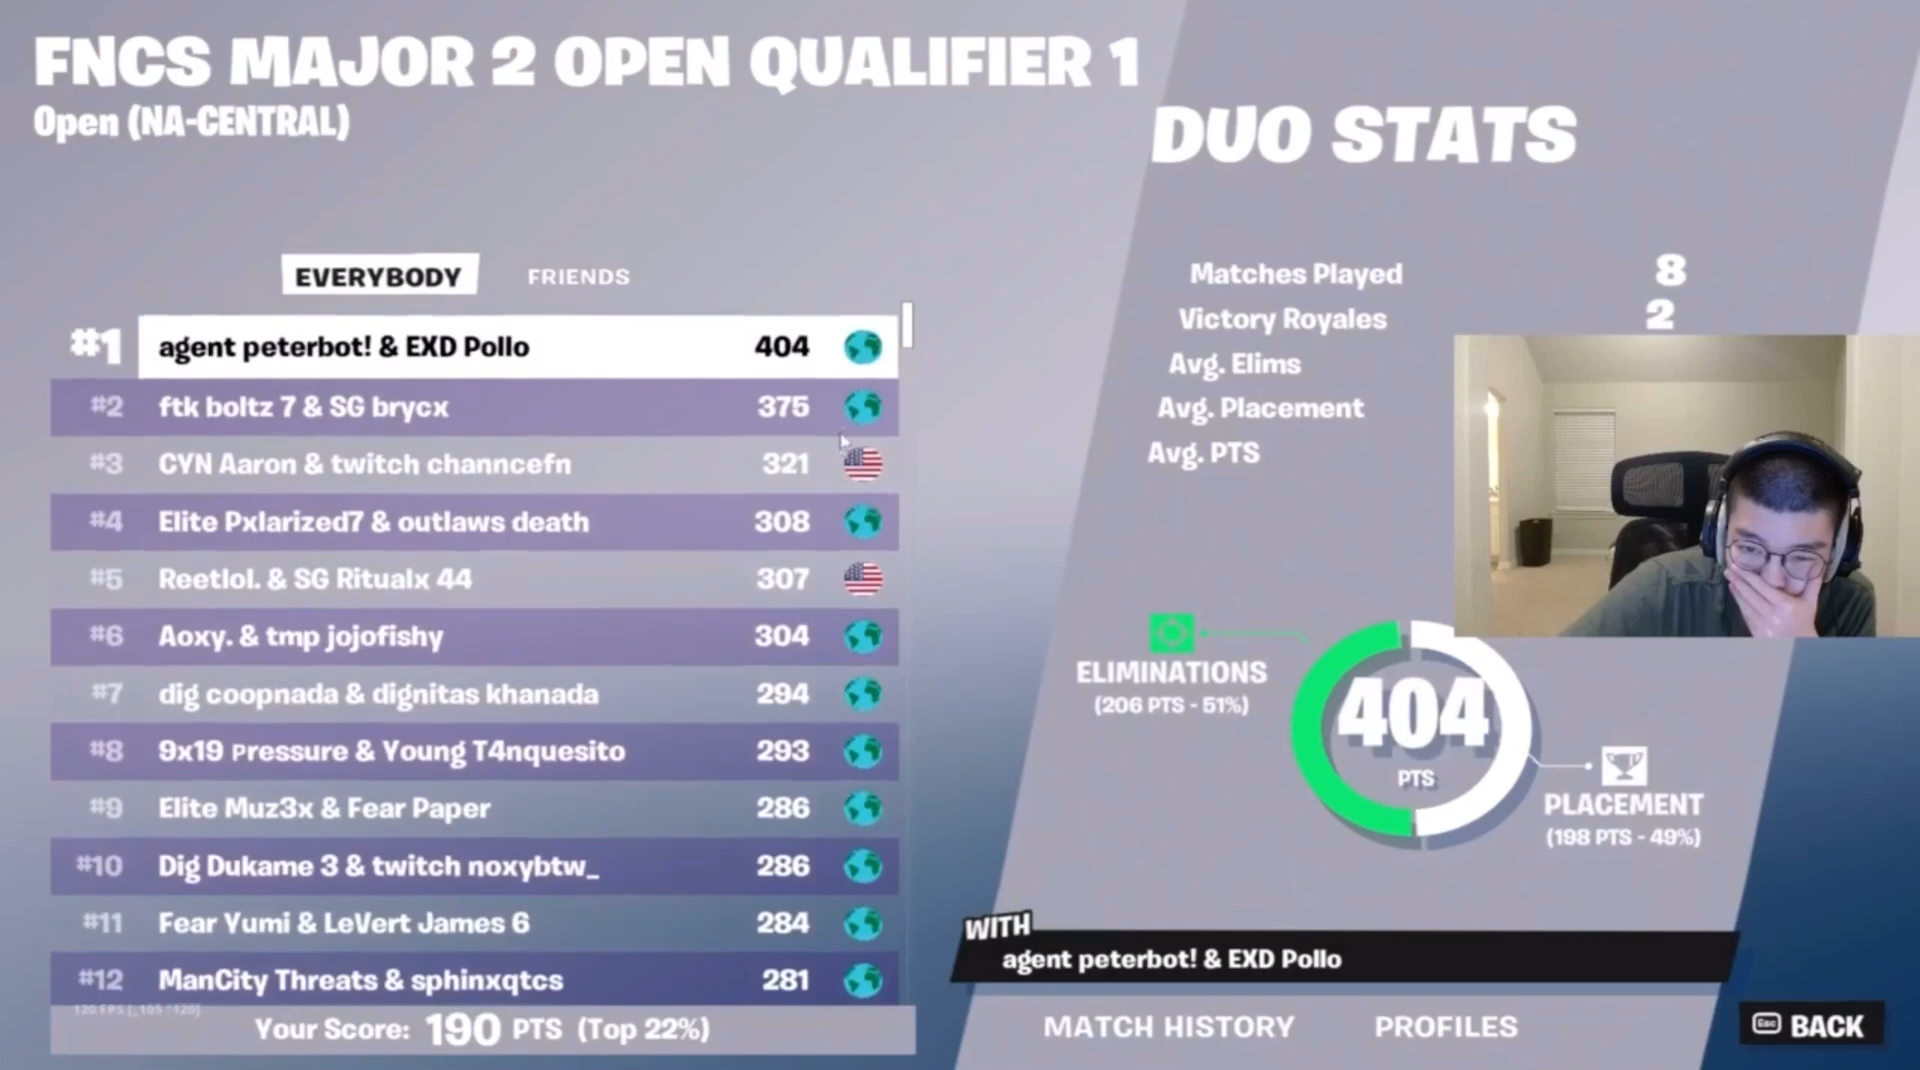 FNCS MAJOR 2 OPEN QUALIFIER 1
Open (NA-CENTRAL)
EVERYBODY FRIENDS
#1 agent peterbot! & EXD Pollo 404
#2 ftk boltz 7 & SG brycx 375
#3 CYN Aaron & twitch channcefn 321
#4 Elite Pxlarized7 & outlaws death 308
#5 Reetlol. & SG Ritualx 44 307
#6 Aoxy. & tmp jojofishy 304
#7 dig coopnada & dignitas khanada 294
#8 9x19 Pressure & Young T4nquesito 293
#9 Elite Muz3x & Fear Paper 286
#10 Dig Dukame 3 & twitch noxybtw_ 286
#11 Fear Yumi & LeVert James 6 284
#12 ManCity Threats & sphinxqtcs 281
120 FPS
Your Score: 190 PTS (Top 22%)
DUO STATS
Matches Played 8
Victory Royales 2
Avg. Elims
Avg. Placement
Avg. PTS
ELIMINATIONS
(206 PTS - 51%)
404
PTS
PLACEMENT
(198 PTS - 49%)
WITH
agent peterbot! & EXD Pollo
MATCH HISTORY PROFILES
Esc BACK